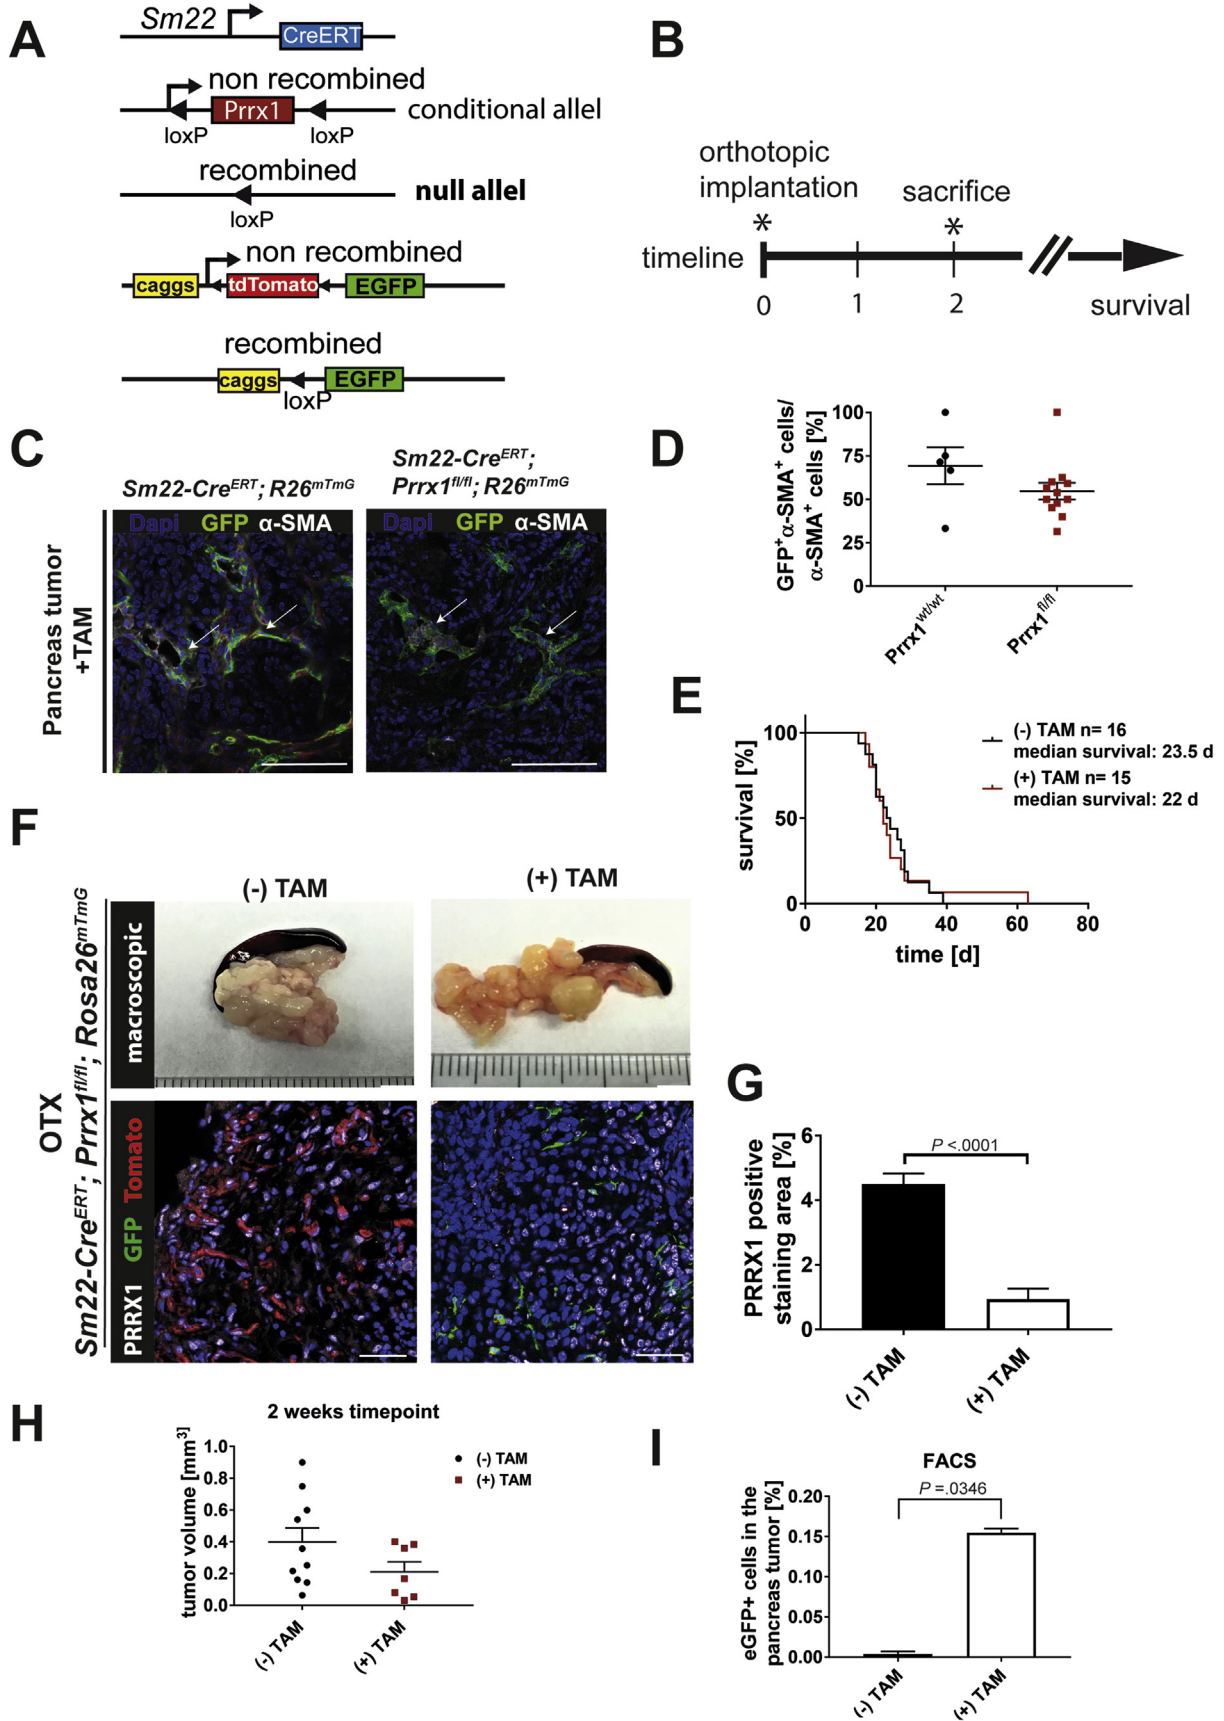 A
Sm22
CreERT
non recombined
Prrx1
conditional allel
loxP
loxP
recombined
null allel
loxP
non recombined
caggs
tdTomato
EGFP
recombined
caggs
EGFP
loxP
B
orthotopic
implantation
sacrifice
*
*
timeline
0
1
2
survival
C
Sm22-CreERT; R26mTmG
Sm22-CreERT;
Prrx1fl/fl; R26mTmG
Dapi GFP α-SMA
Dapi GFP α-SMA
Pancreas tumor
+TAM
D
GFP+α-SMA+ cells/
α-SMA+ cells [%]
100
75
50
25
0
Prrx1wt/wt
Prrx1fl/fl
E
survival [%]
100
50
0
0
20
40
60
80
time [d]
(-) TAM n= 16
median survival: 23.5 d
(+) TAM n= 15
median survival: 22 d
F
(-) TAM
(+) TAM
OTX
Sm22-CreERT; Prrx1fl/fl; Rosa26mTmG
macroscopic
PRRX1 GFP Tomato
G
PRRX1 positive
staining area [%]
6
4
2
0
P <.0001
(-) TAM
(+) TAM
H
2 weeks timepoint
tumor volume [mm3]
1.0
0.8
0.6
0.4
0.2
0.0
(-) TAM
(+) TAM
(-) TAM
(+) TAM
I
FACS
P =.0346
eGFP+ cells in the
pancreas tumor [%]
0.20
0.15
0.10
0.05
0.00
(-) TAM
(+) TAM